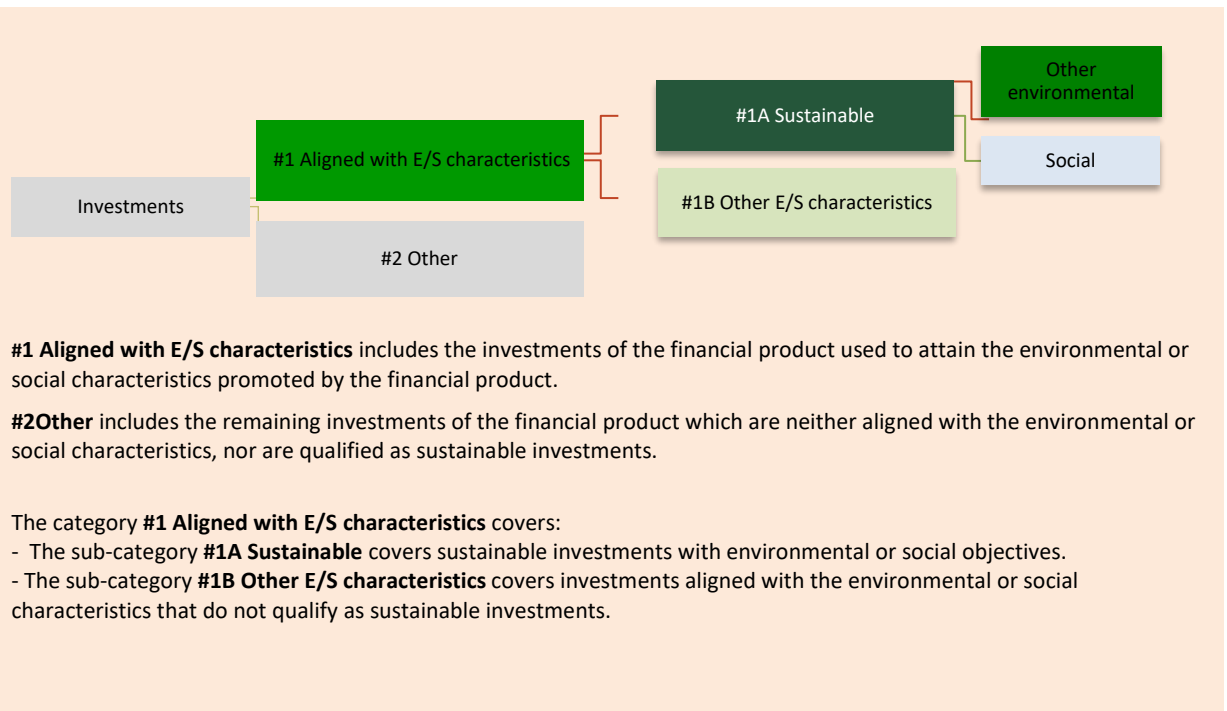 Other
environmental
#1A Sustainable
#1 Aligned with E/S characteristics
Social
Investments
#1B Other E/S characteristics
#2 Other
#1 Aligned with E/S characteristics includes the investments of the financial product used to attain the environmental or
social characteristics promoted by the financial product.
#2Other includes the remaining investments of the financial product which are neither aligned with the environmental or
social characteristics, nor are qualified as sustainable investments.
The category #1 Aligned with E/S characteristics covers:
- The sub-category #1A Sustainable covers sustainable investments with environmental or social objectives.
- The sub-category #1B Other E/S characteristics covers investments aligned with the environmental or social
characteristics that do not qualify as sustainable investments.